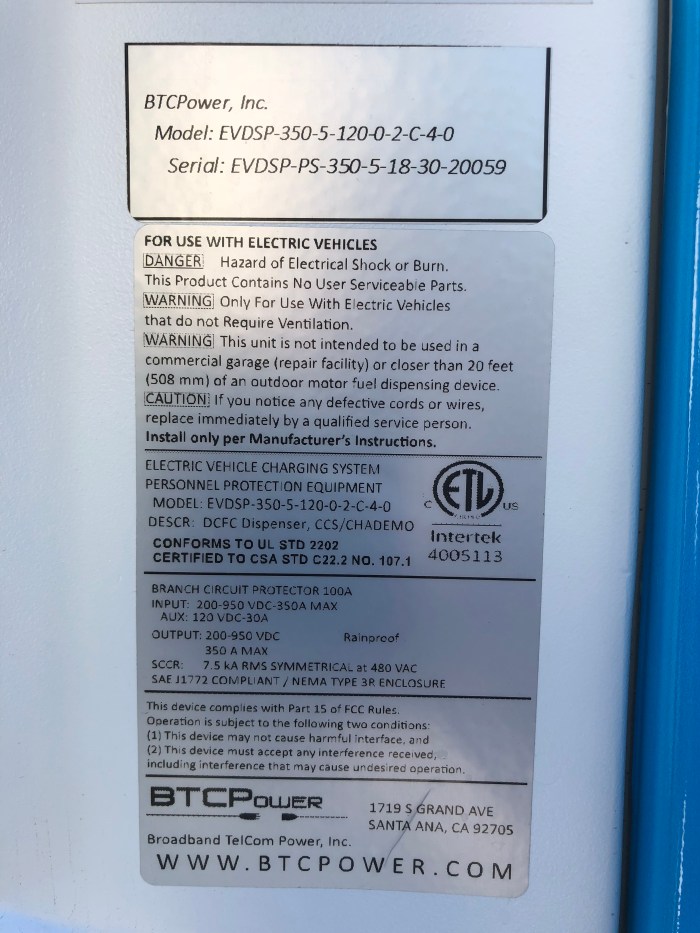 BTCPower, Inc.
Model: EVDSP-350-5-120-0-2-C-4-0
Serial: EVDSP-PS-350-5-18-30-20059
FOR USE WITH ELECTRIC VEHICLES
DANGER Hazard of Electrical Shock or Burn.
This Product Contains No User Serviceable Parts.
WARNING Only For Use With Electric Vehicles
that do not Require Ventilation.
WARNING This unit is not intended to be used in a
commercial garage (repair facility) or closer than 20 feet
(508 mm) of an outdoor motor fuel dispensing device.
CAUTION: If you notice any defective cords or wires,
replace immediately by a qualified service person.
Install only per Manufacturer's Instructions.
ELECTRIC VEHICLE CHARGING SYSTEM
PERSONNEL PROTECTION EQUIPMENT
MODEL: EVDSP-350-5-120-0-2-C-4-0
DESCR: DCFC Dispenser, CCS/CHADEMO
CONFORMS TO UL STD 2202
CERTIFIED TO CSA STD C22.2 NO. 107.1
C ETL US
Intertek
4005113
BRANCH CIRCUIT PROTECTOR 100A
INPUT: 200-950 VDC-350A MAX
AUX: 120 VDC-30A
OUTPUT: 200-950 VDC Rainproof
350 A MAX
SCCR: 7.5 kA RMS SYMMETRICAL at 480 VAC
SAE J1772 COMPLIANT / NEMA TYPE 3R ENCLOSURE
This device complies with Part 15 of FCC Rules.
Operation is subject to the following two conditions:
(1) This device may not cause harmful interface, and
(2) This device must accept any interference received,
including interference that may cause undesired operation.
BTCPOWER
1719 S GRAND AVE
SANTA ANA, CA 92705
Broadband TelCom Power, Inc.
WWW.BTCPOWER.COM